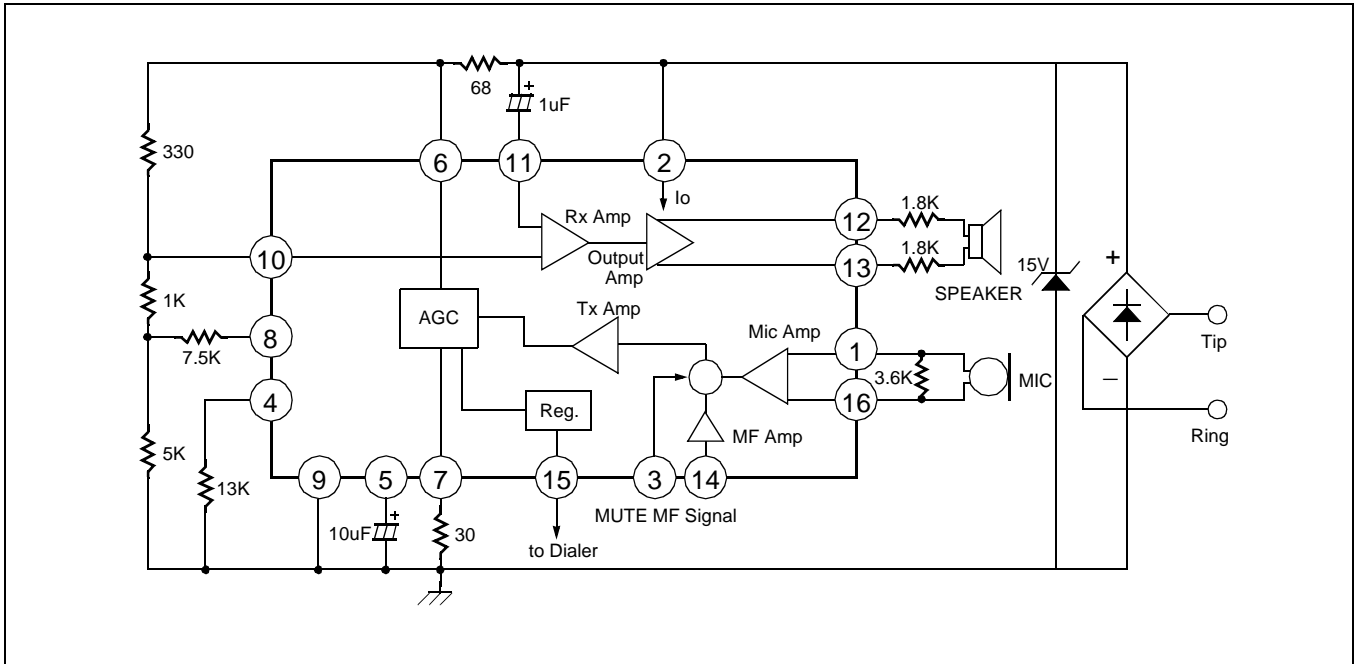 68
+
1uF
330
6
11
2
Io
Rx Amp
12
1.8K
10
Output
Amp
13
1.8K
15V
+
SPEAKER
1K
AGC
Tx Amp
Mic Amp
8
7.5K
1
Tip
3.6K
MIC
–
4
16
Reg.
MF Amp
Ring
5K
13K
9
5
7
15
3
14
10uF
+
30
MUTE MF Signal
to Dialer